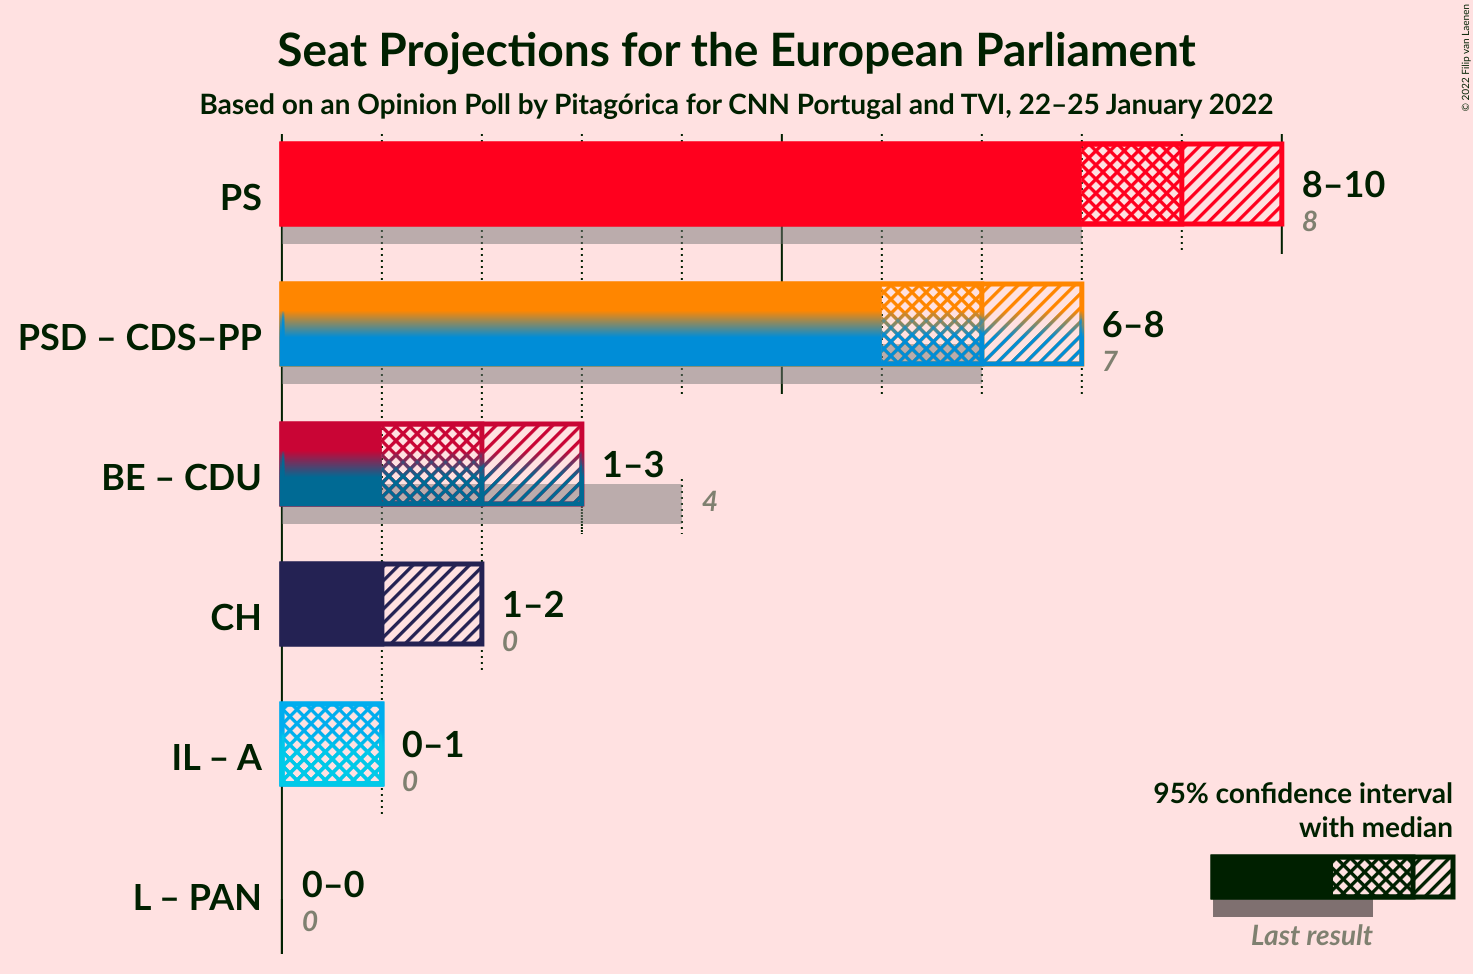 Seat Projections for the European Parliament
Based on an Opinion Poll by Pitagórica for CNN Portugal and TVI, 22–25 January 2022
© 2022 Filip van Laenen
PS
8–10
8
PSD – CDS–PP
6–8
7
BE – CDU
1–3
4
CH
1–2
0
IL – A
0–1
0
L – PAN
0–0
0
95% confidence interval
with median
Last result